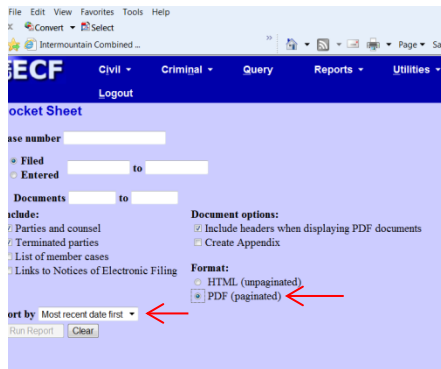 File Edit View Favorites Tools Help
X Convert Select
Intermountain Combined ... » Page Sa
ECF Civil Criminal Query Reports Utilities
Logout
ocket Sheet
ase number
Filed
Entered
to
Documents to
nclude: Document options:
Parties and counsel Include headers when displaying PDF documents
Terminated parties Create Appendix
List of member cases
Links to Notices of Electronic Filing Format:
HTML (unpaginated)
PDF (paginated)
ort by Most recent date first
Run Report Clear